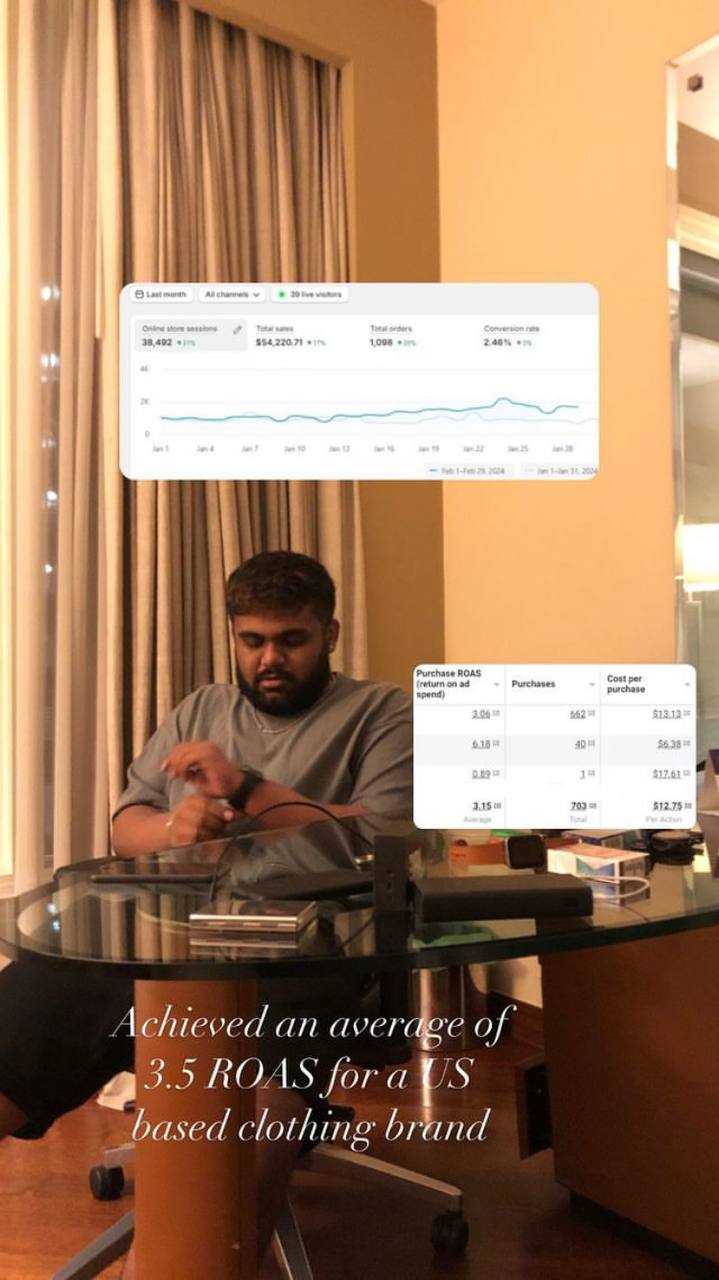 Last month All channels 39 live visitors
Online store sessions Total sales Total orders Conversion rate
38,492 $54,220.71 17% 1,098 2.46%
4K
2K
0
Jan 1 Jan 4 Jan 7 Jan 10 Jan 13 Jan 16 Jan 19 Jan 22 Jan 25 Jan 28
Feb 1–Feb 29, 2024 Jan 1–Jan 31, 2024
Purchase ROAS
(return on ad
spend)
Purchases
Cost per
purchase
3.06 662 $13.13
6.18 40 $6.38
0.89 1 $17.61
3.15 703 $12.75
Average Total Per Action
Achieved an average of
3.5 ROAS for a US
based clothing brand